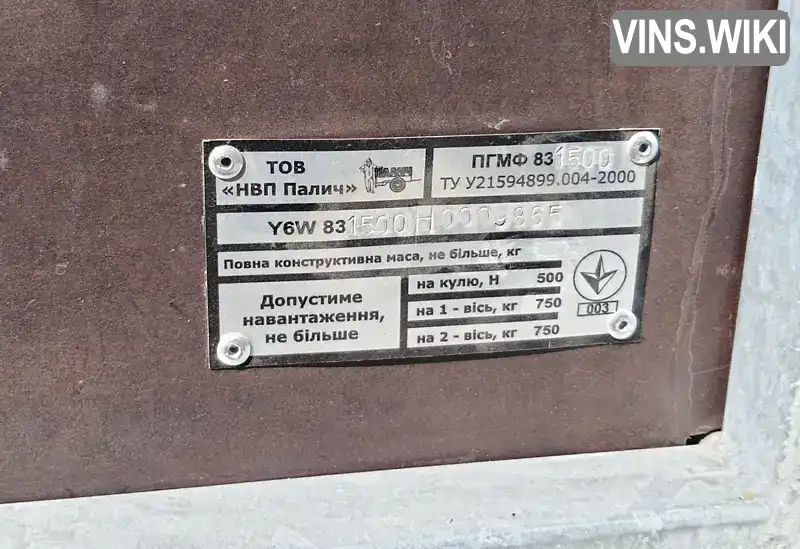 VINS.WIKI
ТОВ
«НВП Палич»
ПГМФ 831500
ТУ У21594899.004-2000
Повна конструктивна маса, не більше, кг
Допустиме
навантаження,
не більше
на кулю, Н 500
на 1 - вісь, кг 750
на 2 - вісь, кг 750
003